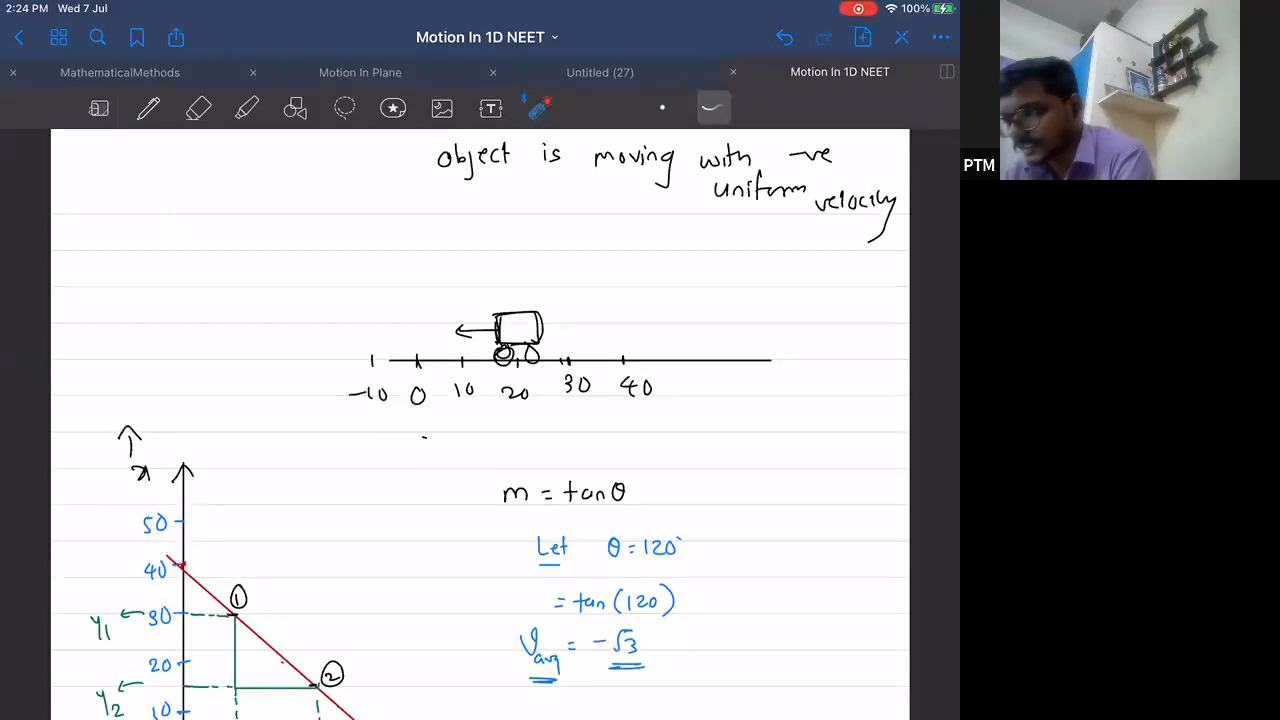 2:24 PM Wed 7 Jul
100%
Motion In 1D NEET
MathematicalMethods
Motion In Plane
Untitled (27)
Motion In 1D NEET
T
PTM
object is moving with -ve
uniform velocity
-10 0 10 20 30 40
x
m = tanθ
50
Let θ = 120°
40
= tan(120)
1
30
y1
Vavg = -√3
20
2
y2
10